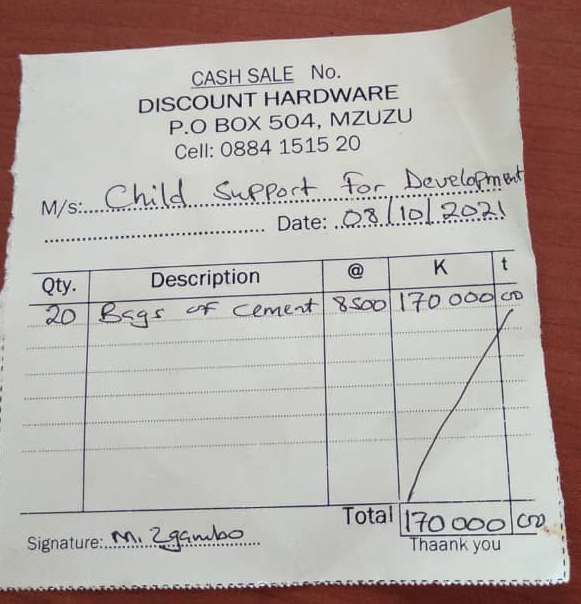 CASH SALE No.
DISCOUNT HARDWARE
P.O BOX 504, MZUZU
Cell: 0884 1515 20
M/s: Child Support For Development
Date: 08/10/2021
Qty. Description @ K t
20 Bags of cement 8500 170 000 00
Total 170 000 00
Signature: M. Zgambo
Thaank you